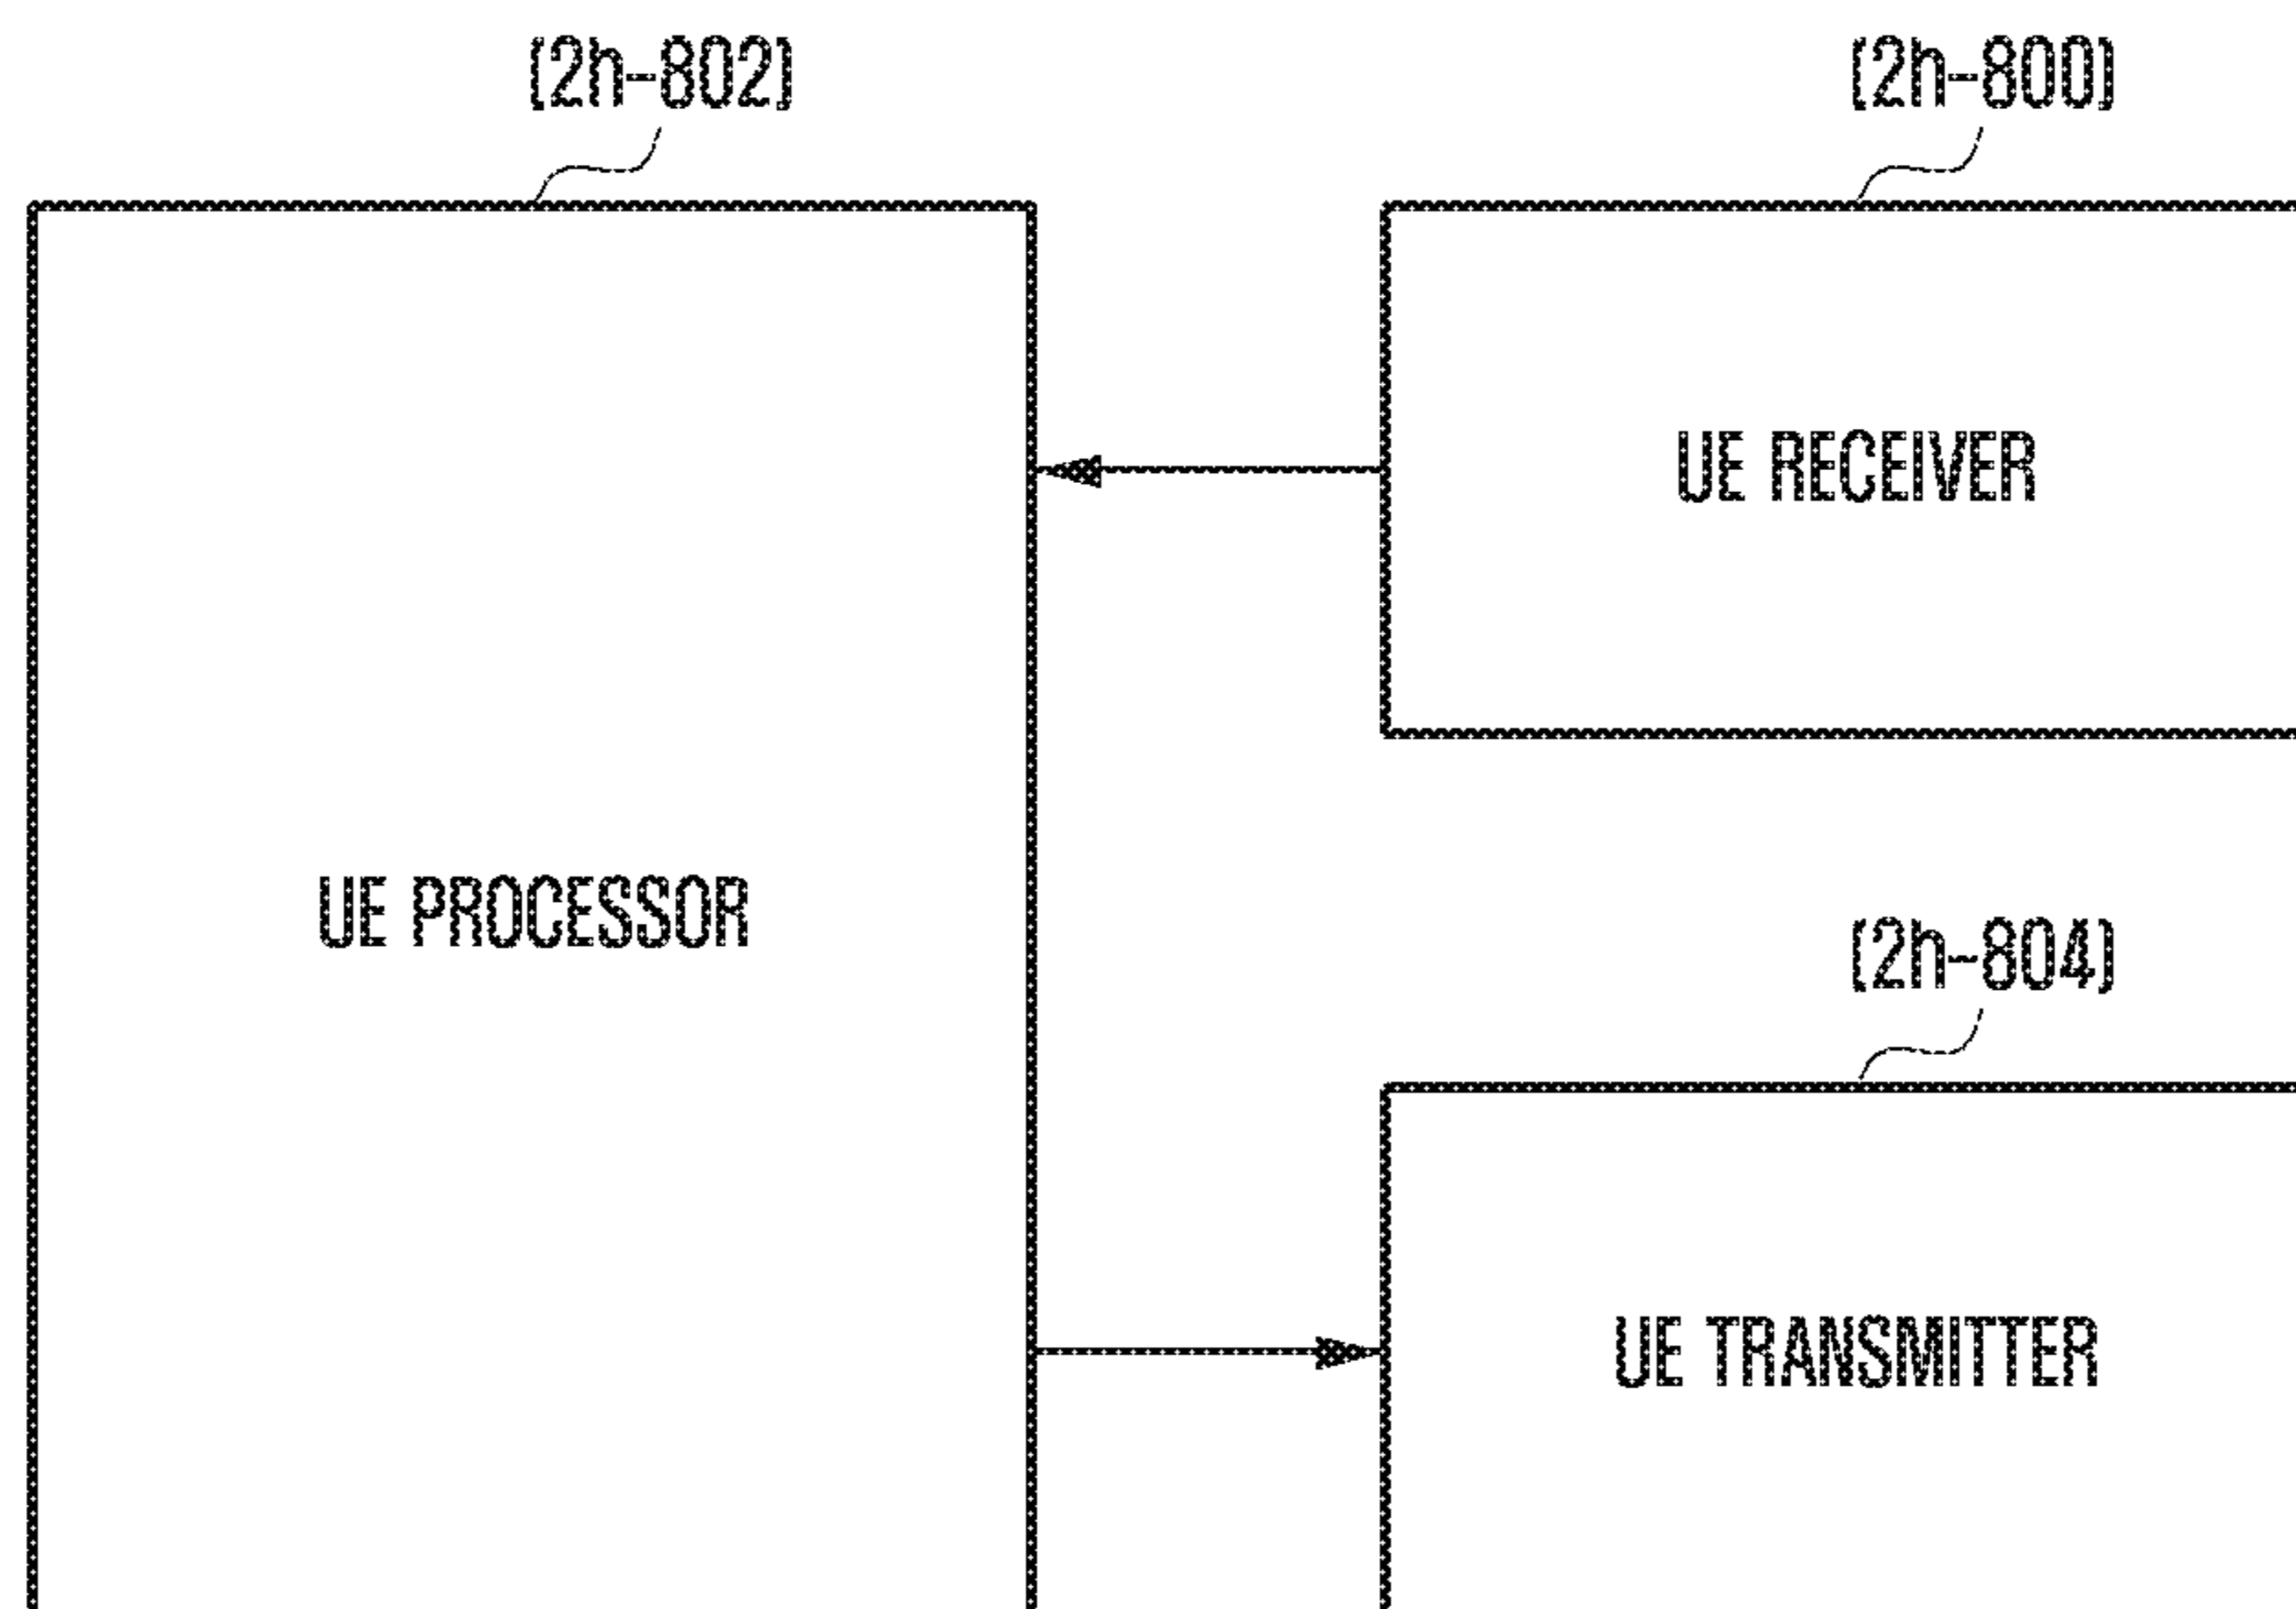 (2h-802)
(2h-800)
UE RECEIVER
UE PROCESSOR
(2h-804)
UE TRANSMITTER